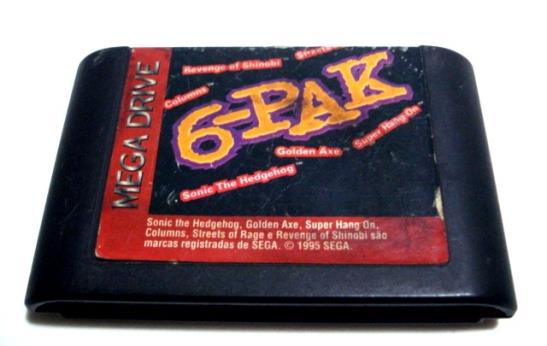 MEGA DRIVE
Streets
Revenge of Shinobi
Columns
6-PAK
Super Hang On
Golden Axe
Sonic The Hedgehog
Sonic the Hedgehog, Golden Axe, Super Hang On,
Columns, Streets of Rage e Revenge of Shinobi são
marcas registradas de SEGA. © 1995 SEGA.